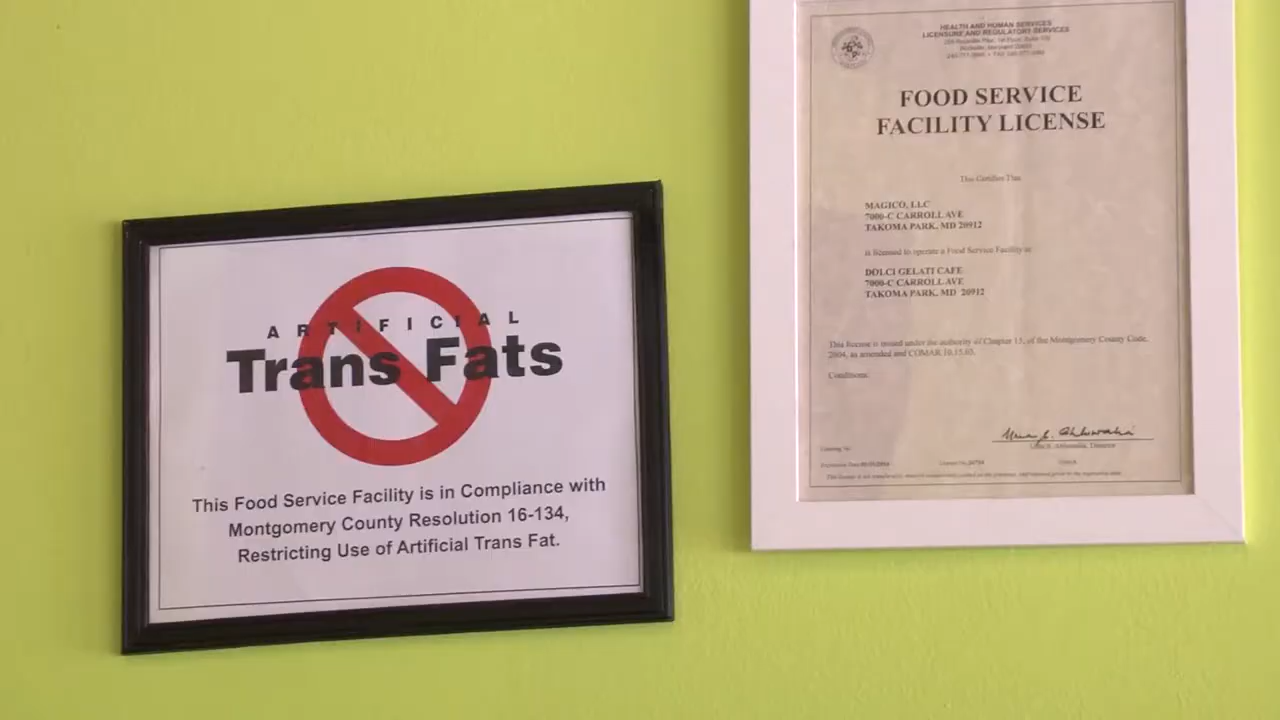 ARTIFICIAL
Trans Fats
This Food Service Facility is in Compliance with
Montgomery County Resolution 16-134,
Restricting Use of Artificial Trans Fat.
HEALTH AND HUMAN SERVICES
LICENSURE AND REGULATORY SERVICES
FOOD SERVICE
FACILITY LICENSE
This Certifies That
MAGICO, LLC
7000-C CARROLL AVE
TAKOMA PARK, MD 20912
is licensed to operate a Food Service Facility at
DOLCI GELATI CAFE
7000-C CARROLL AVE
TAKOMA PARK, MD 20912
This license is issued under the authority of Chapter 15, of the Montgomery County Code,
2004, as amended and COMAR 10.15.03.
Conditions: